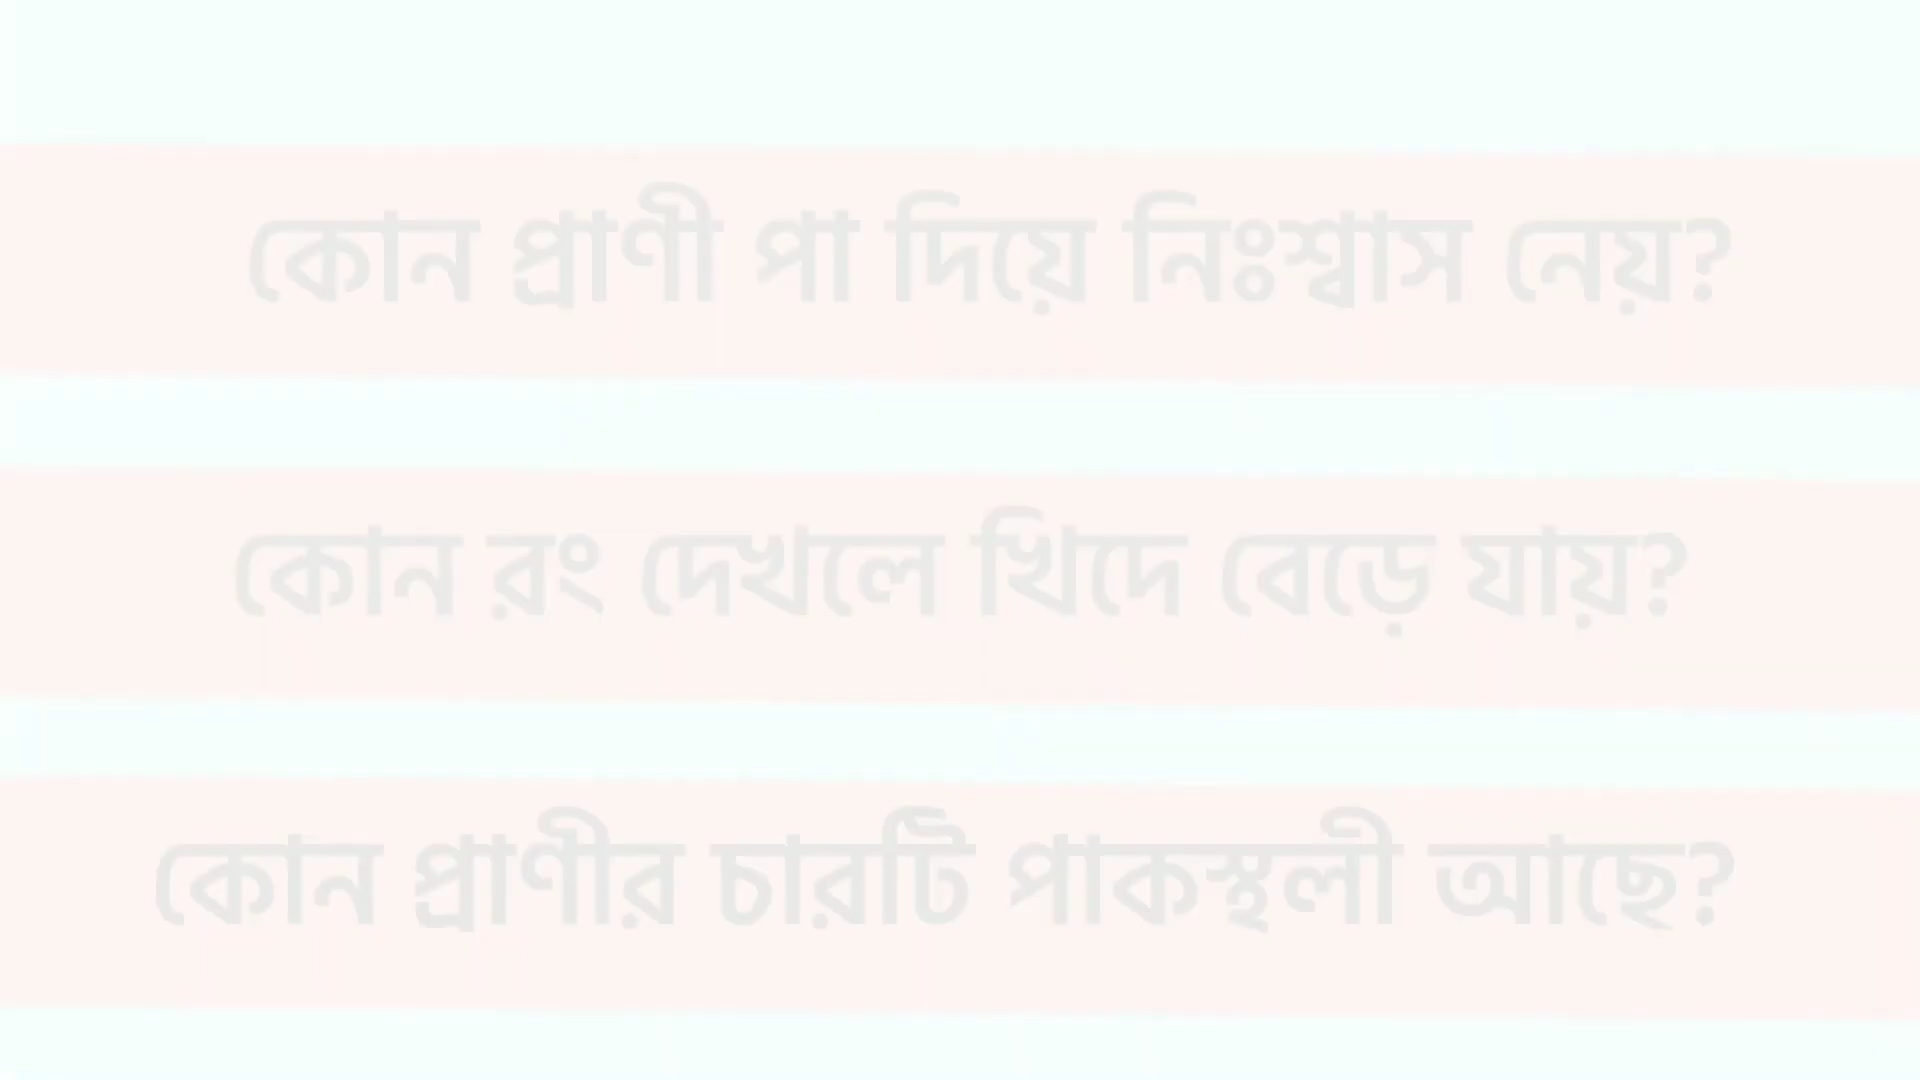 কোন প্রাণী পা দিয়ে নিঃশ্বাস নেয়?
কোন রং দেখলে খিদে বেড়ে যায়?
কোন প্রাণীর চারটি পাকস্থলী আছে?